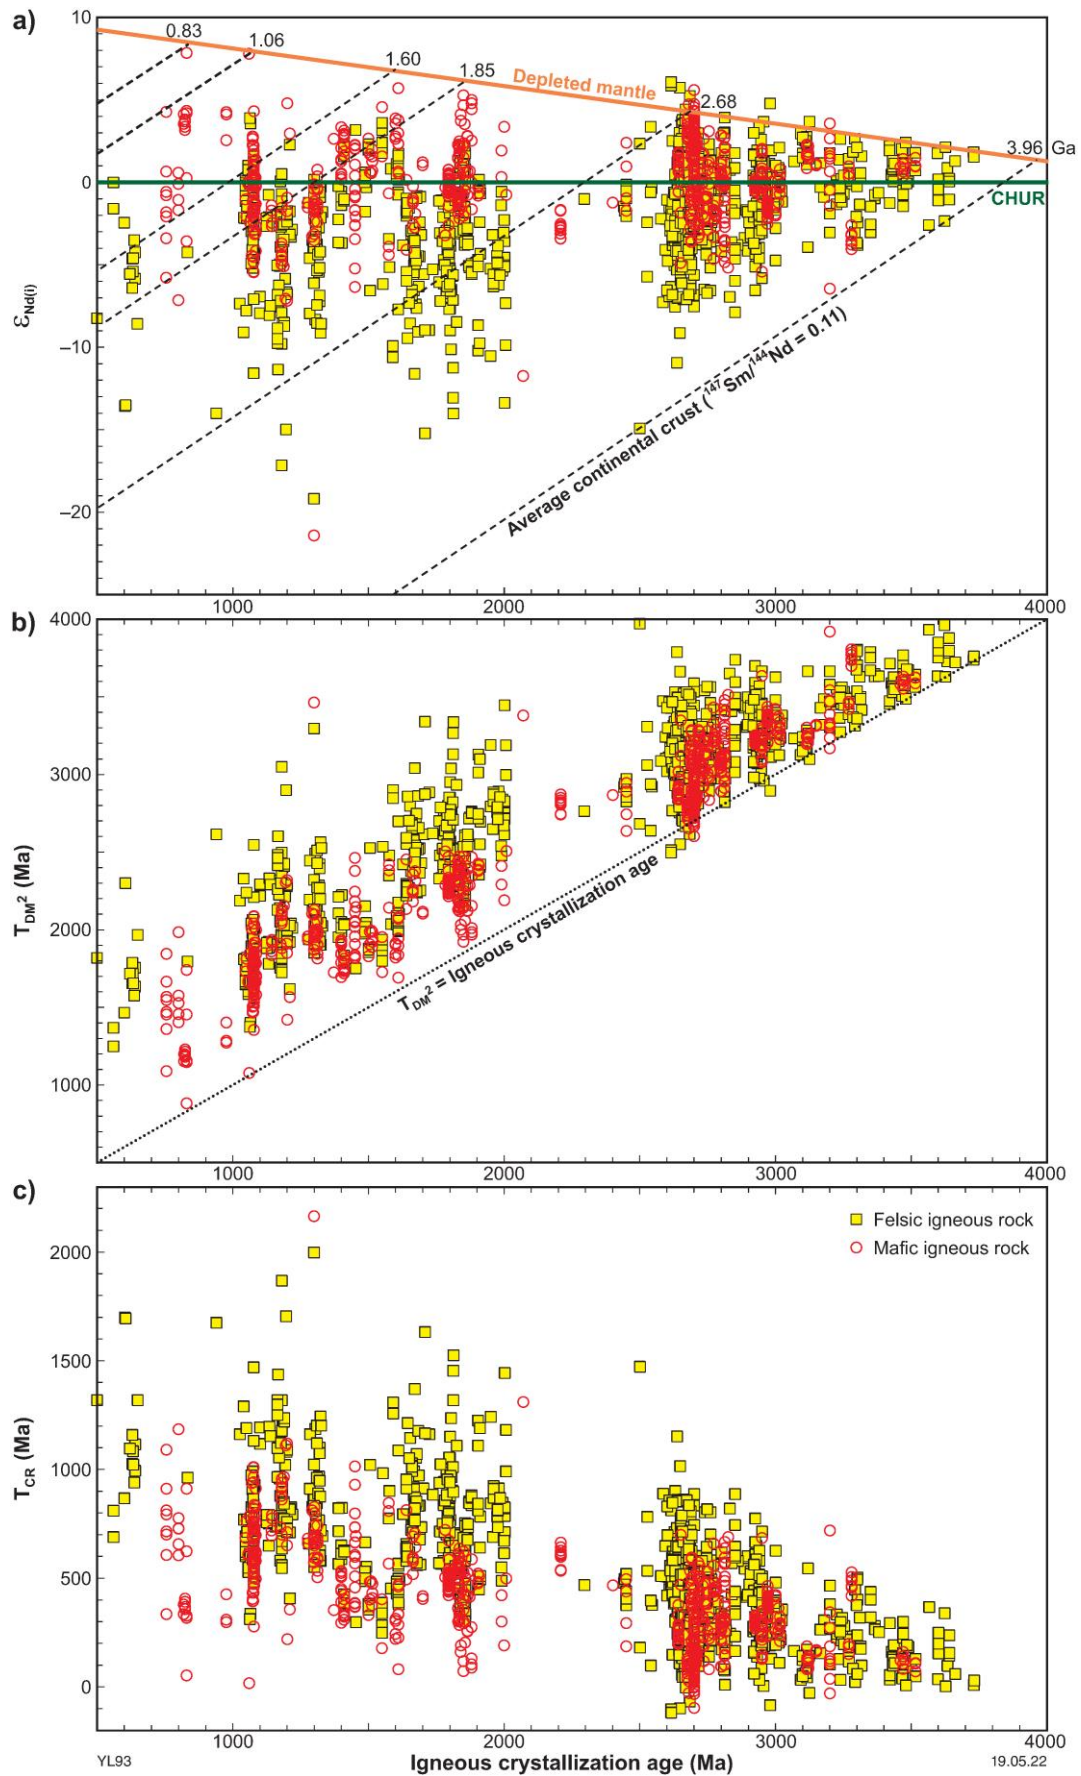 a)
10
0
–10
–20
εNd(i)
0.83
1.06
1.60
1.85
Depleted mantle
2.68
3.96 Ga
CHUR
Average continental crust (147Sm/144Nd = 0.11)
1000 2000 3000 4000
b)
4000
3000
2000
1000
TDM2 (Ma)
TDM2 = Igneous crystallization age
1000 2000 3000 4000
c)
2000
1500
1000
500
0
TCR (Ma)
Felsic igneous rock
Mafic igneous rock
1000 2000 3000 4000
YL93 Igneous crystallization age (Ma) 19.05.22